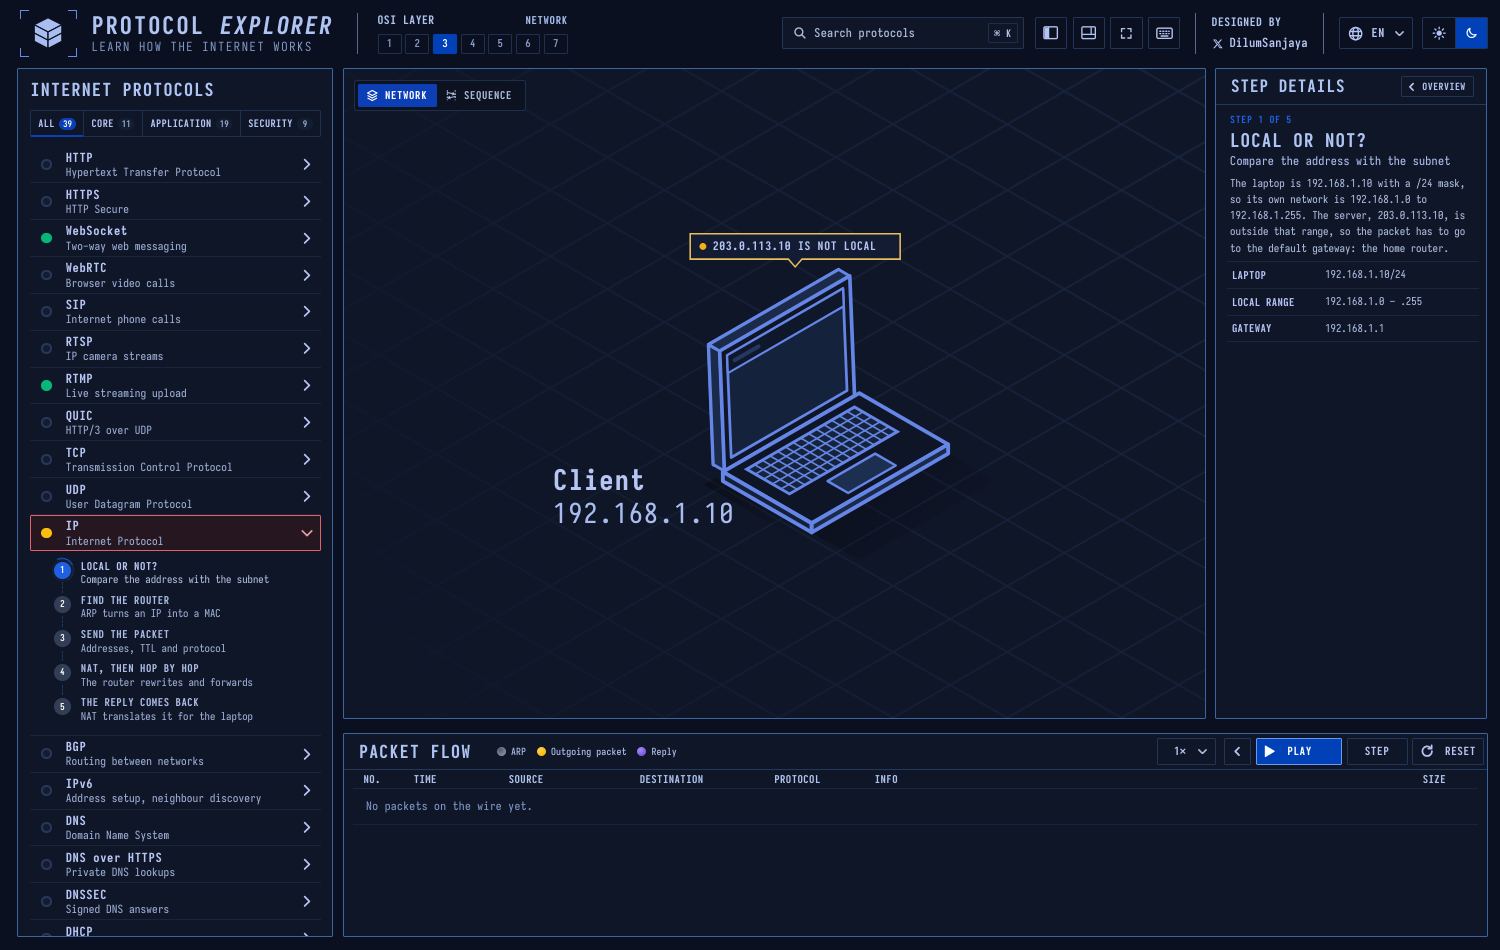 PROTOCOL EXPLORER
LEARN HOW THE INTERNET WORKS
OSI LAYER NETWORK
1 2 3 4 5 6 7
Search protocols ⌘ K
DESIGNED BY
DilumSanjaya
EN
INTERNET PROTOCOLS
ALL 39 CORE 11 APPLICATION 19 SECURITY 9
HTTP
Hypertext Transfer Protocol
HTTPS
HTTP Secure
WebSocket
Two-way web messaging
WebRTC
Browser video calls
SIP
Internet phone calls
RTSP
IP camera streams
RTMP
Live streaming upload
QUIC
HTTP/3 over UDP
TCP
Transmission Control Protocol
UDP
User Datagram Protocol
IP
Internet Protocol
1 LOCAL OR NOT?
Compare the address with the subnet
2 FIND THE ROUTER
ARP turns an IP into a MAC
3 SEND THE PACKET
Addresses, TTL and protocol
4 NAT, THEN HOP BY HOP
The router rewrites and forwards
5 THE REPLY COMES BACK
NAT translates it for the laptop
BGP
Routing between networks
IPv6
Address setup, neighbour discovery
DNS
Domain Name System
DNS over HTTPS
Private DNS lookups
DNSSEC
Signed DNS answers
DHCP
NETWORK SEQUENCE
203.0.113.10 IS NOT LOCAL
Client
192.168.1.10
STEP DETAILS OVERVIEW
STEP 1 OF 5
LOCAL OR NOT?
Compare the address with the subnet
The laptop is 192.168.1.10 with a /24 mask,
so its own network is 192.168.1.0 to
192.168.1.255. The server, 203.0.113.10, is
outside that range, so the packet has to go
to the default gateway: the home router.
LAPTOP 192.168.1.10/24
LOCAL RANGE 192.168.1.0 – .255
GATEWAY 192.168.1.1
PACKET FLOW ARP Outgoing packet Reply 1× PLAY STEP RESET
NO. TIME SOURCE DESTINATION PROTOCOL INFO SIZE
No packets on the wire yet.